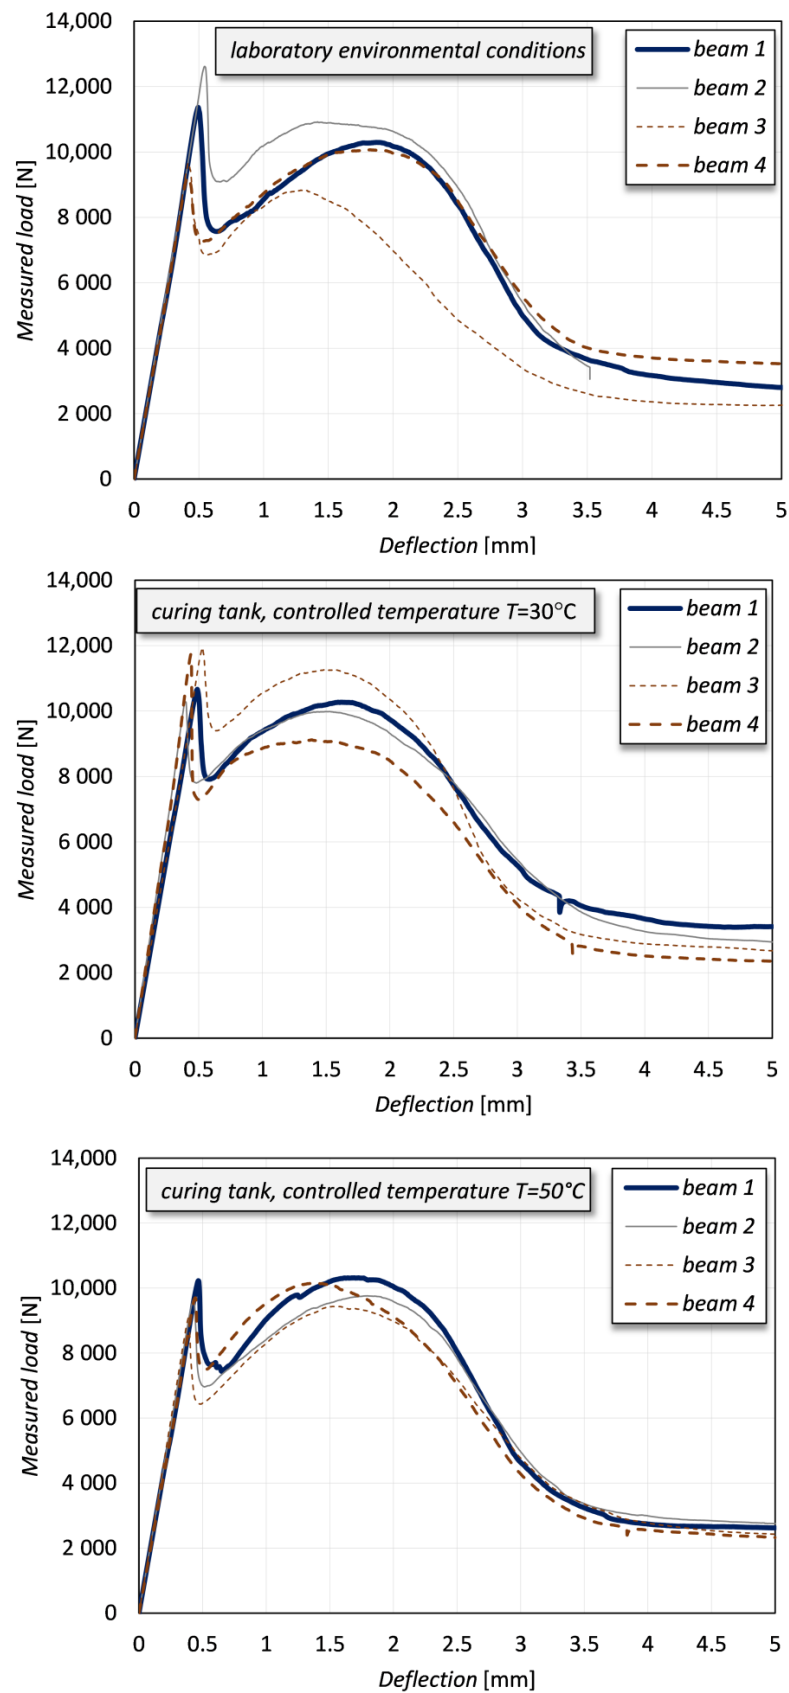 14,000
12,000
10,000
8 000
6 000
4 000
2 000
0
Measured load [N]
laboratory environmental conditions
beam 1
beam 2
beam 3
beam 4
0 0.5 1 1.5 2 2.5 3 3.5 4 4.5 5
Deflection [mm]
14,000
12,000
10,000
8 000
6 000
4 000
2 000
0
Measured load [N]
curing tank, controlled temperature T=30°C
beam 1
beam 2
beam 3
beam 4
0 0.5 1 1.5 2 2.5 3 3.5 4 4.5 5
Deflection [mm]
14,000
12,000
10,000
8 000
6 000
4 000
2 000
0
Measured load [N]
curing tank, controlled temperature T=50°C
beam 1
beam 2
beam 3
beam 4
0 0.5 1 1.5 2 2.5 3 3.5 4 4.5 5
Deflection [mm]